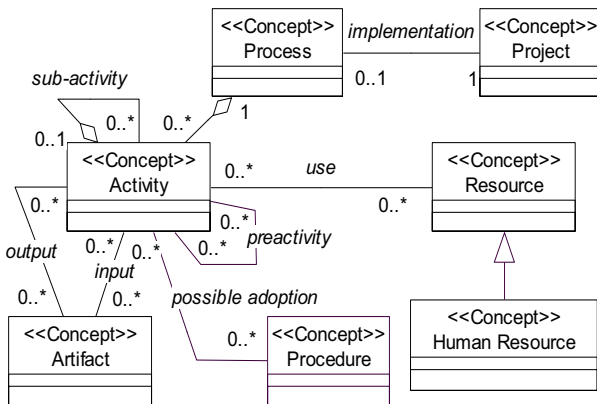 <<Concept>>
Process
implementation
0..1
1
<<Concept>>
Project
sub-activity
0..1
0..*
0..*
1
<<Concept>>
Activity
0..*
use
0..*
<<Concept>>
Resource
0..*
output
0..*
0..*
input
0..*
0..*
0..*
preactivity
0..*
possible adoption
0..*
<<Concept>>
Artifact
<<Concept>>
Procedure
<<Concept>>
Human Resource